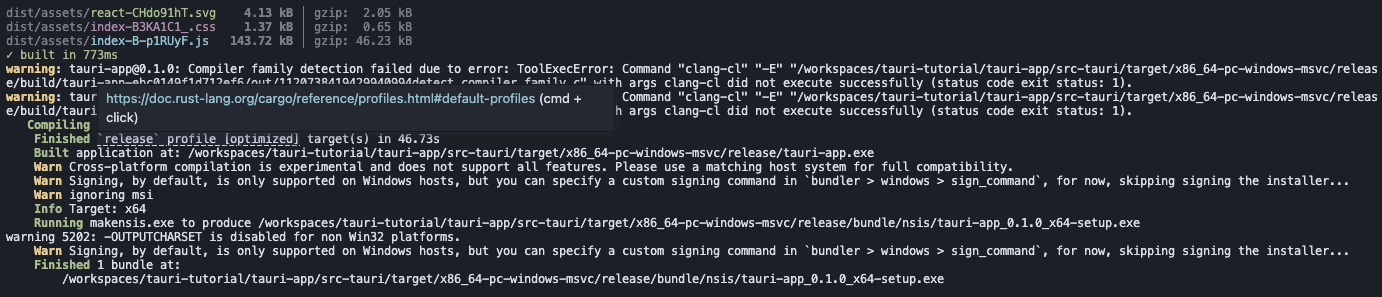 dist/assets/react-CHdo91hT.svg 4.13 kB │ gzip: 2.05 kB
dist/assets/index-B3KA1C1_.css 1.37 kB │ gzip: 0.65 kB
dist/assets/index-B-p1RUyF.js 143.72 kB │ gzip: 46.23 kB
✓ built in 773ms
warning: tauri-app@0.1.0: Compiler family detection failed due to error: ToolExecError: Command "clang-cl" "-E" "/workspaces/tauri-tutorial/tauri-app/src-tauri/target/x86_64-pc-windows-msvc/releas
e/build/tauri-app-ebc0149f1d712ef6/out/11207384194299400994detect_compiler_family.c" with args clang-cl did not execute successfully (status code exit status: 1).
warning: tau Command "clang-cl" "-E" "/workspaces/tauri-tutorial/tauri-app/src-tauri/target/x86_64-pc-windows-msvc/releas
e/build/taur h args clang-cl did not execute successfully (status code exit status: 1).
https://doc.rust-lang.org/cargo/reference/profiles.html#default-profiles (cmd +
click)
Compiling
Finished `release` profile [optimized] target(s) in 46.73s
Built application at: /workspaces/tauri-tutorial/tauri-app/src-tauri/target/x86_64-pc-windows-msvc/release/tauri-app.exe
Warn Cross-platform compilation is experimental and does not support all features. Please use a matching host system for full compatibility.
Warn Signing, by default, is only supported on Windows hosts, but you can specify a custom signing command in `bundler > windows > sign_command`, for now, skipping signing the installer...
Warn ignoring msi
Info Target: x64
Running makensis.exe to produce /workspaces/tauri-tutorial/tauri-app/src-tauri/target/x86_64-pc-windows-msvc/release/bundle/nsis/tauri-app_0.1.0_x64-setup.exe
warning 5202: -OUTPUTCHARSET is disabled for non Win32 platforms.
Warn Signing, by default, is only supported on Windows hosts, but you can specify a custom signing command in `bundler > windows > sign_command`, for now, skipping signing the installer...
Finished 1 bundle at:
/workspaces/tauri-tutorial/tauri-app/src-tauri/target/x86_64-pc-windows-msvc/release/bundle/nsis/tauri-app_0.1.0_x64-setup.exe